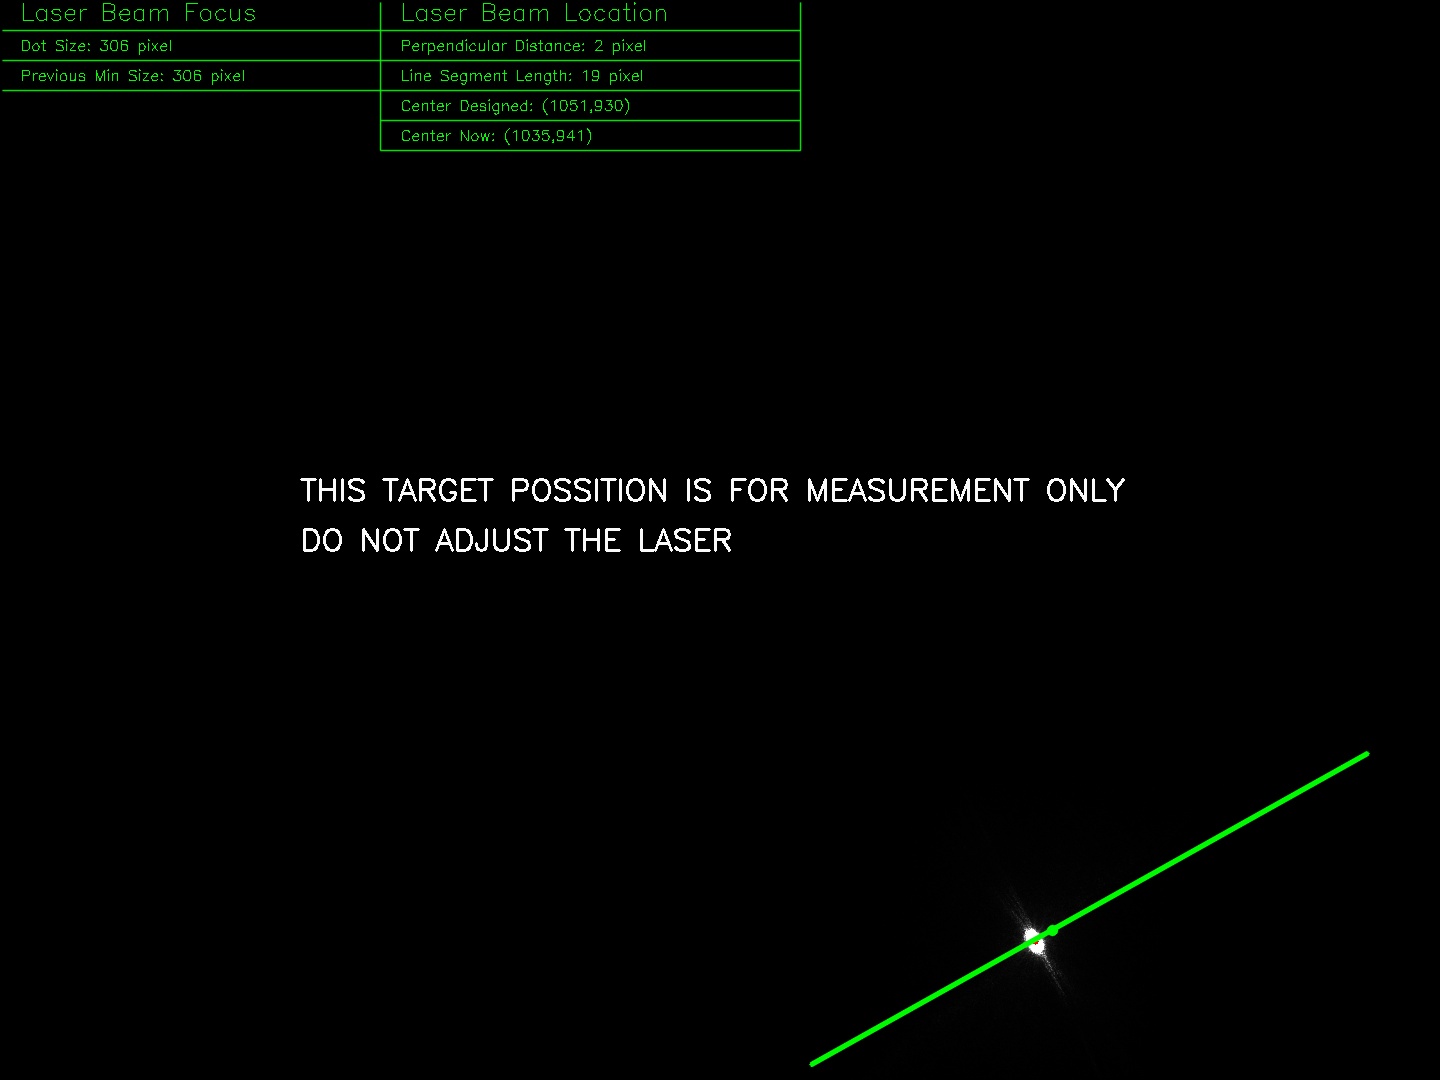 Laser Beam Focus
Dot Size: 306 pixel
Previous Min Size: 306 pixel
Laser Beam Location
Perpendicular Distance: 2 pixel
Line Segment Length: 19 pixel
Center Designed: (1051,930)
Center Now: (1035,941)
THIS TARGET POSSITION IS FOR MEASUREMENT ONLY
DO NOT ADJUST THE LASER